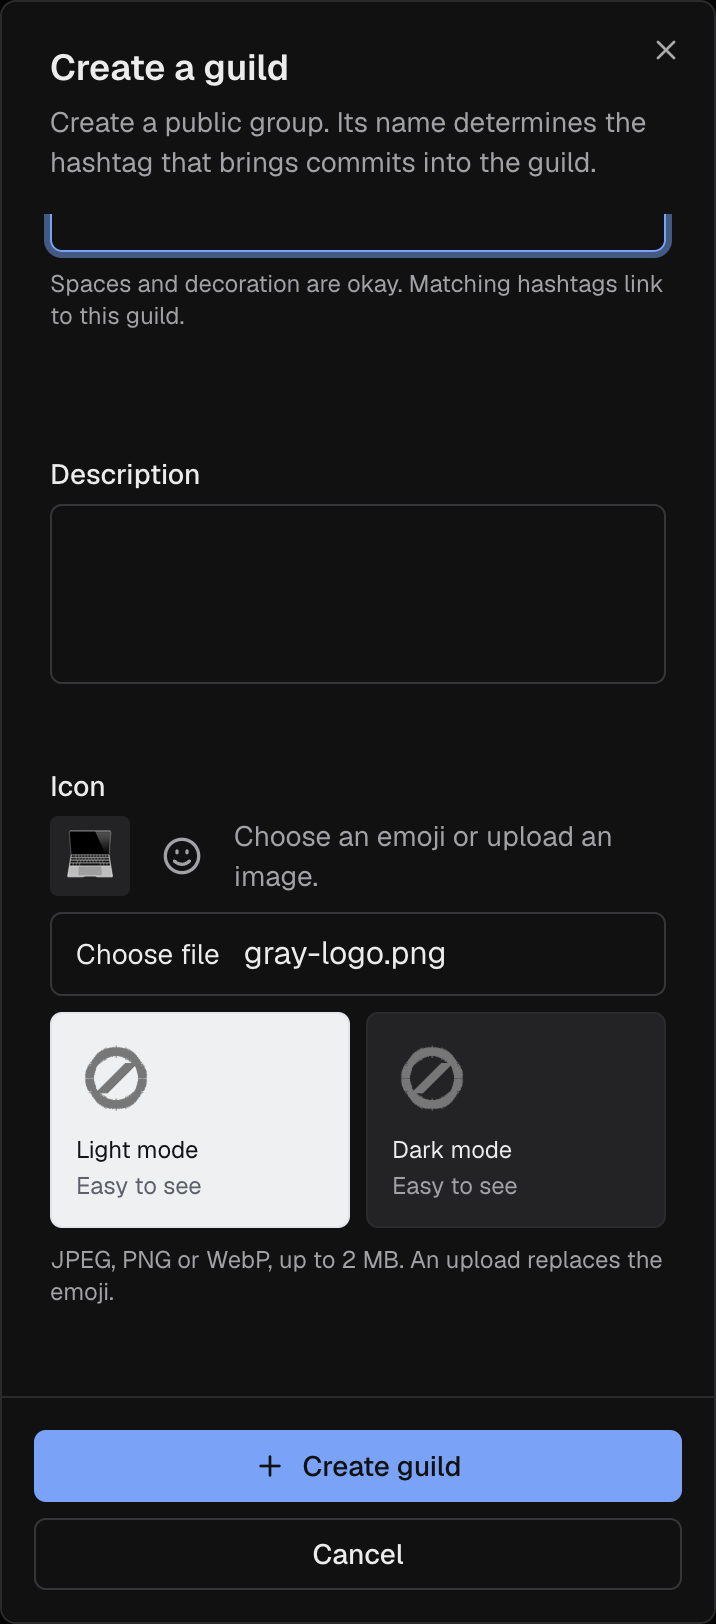 Create a guild
Create a public group. Its name determines the
hashtag that brings commits into the guild.
Spaces and decoration are okay. Matching hashtags link
to this guild.
Description
Icon
Choose an emoji or upload an
image.
Choose file gray-logo.png
Light mode
Easy to see
Dark mode
Easy to see
JPEG, PNG or WebP, up to 2 MB. An upload replaces the
emoji.
Create guild
Cancel